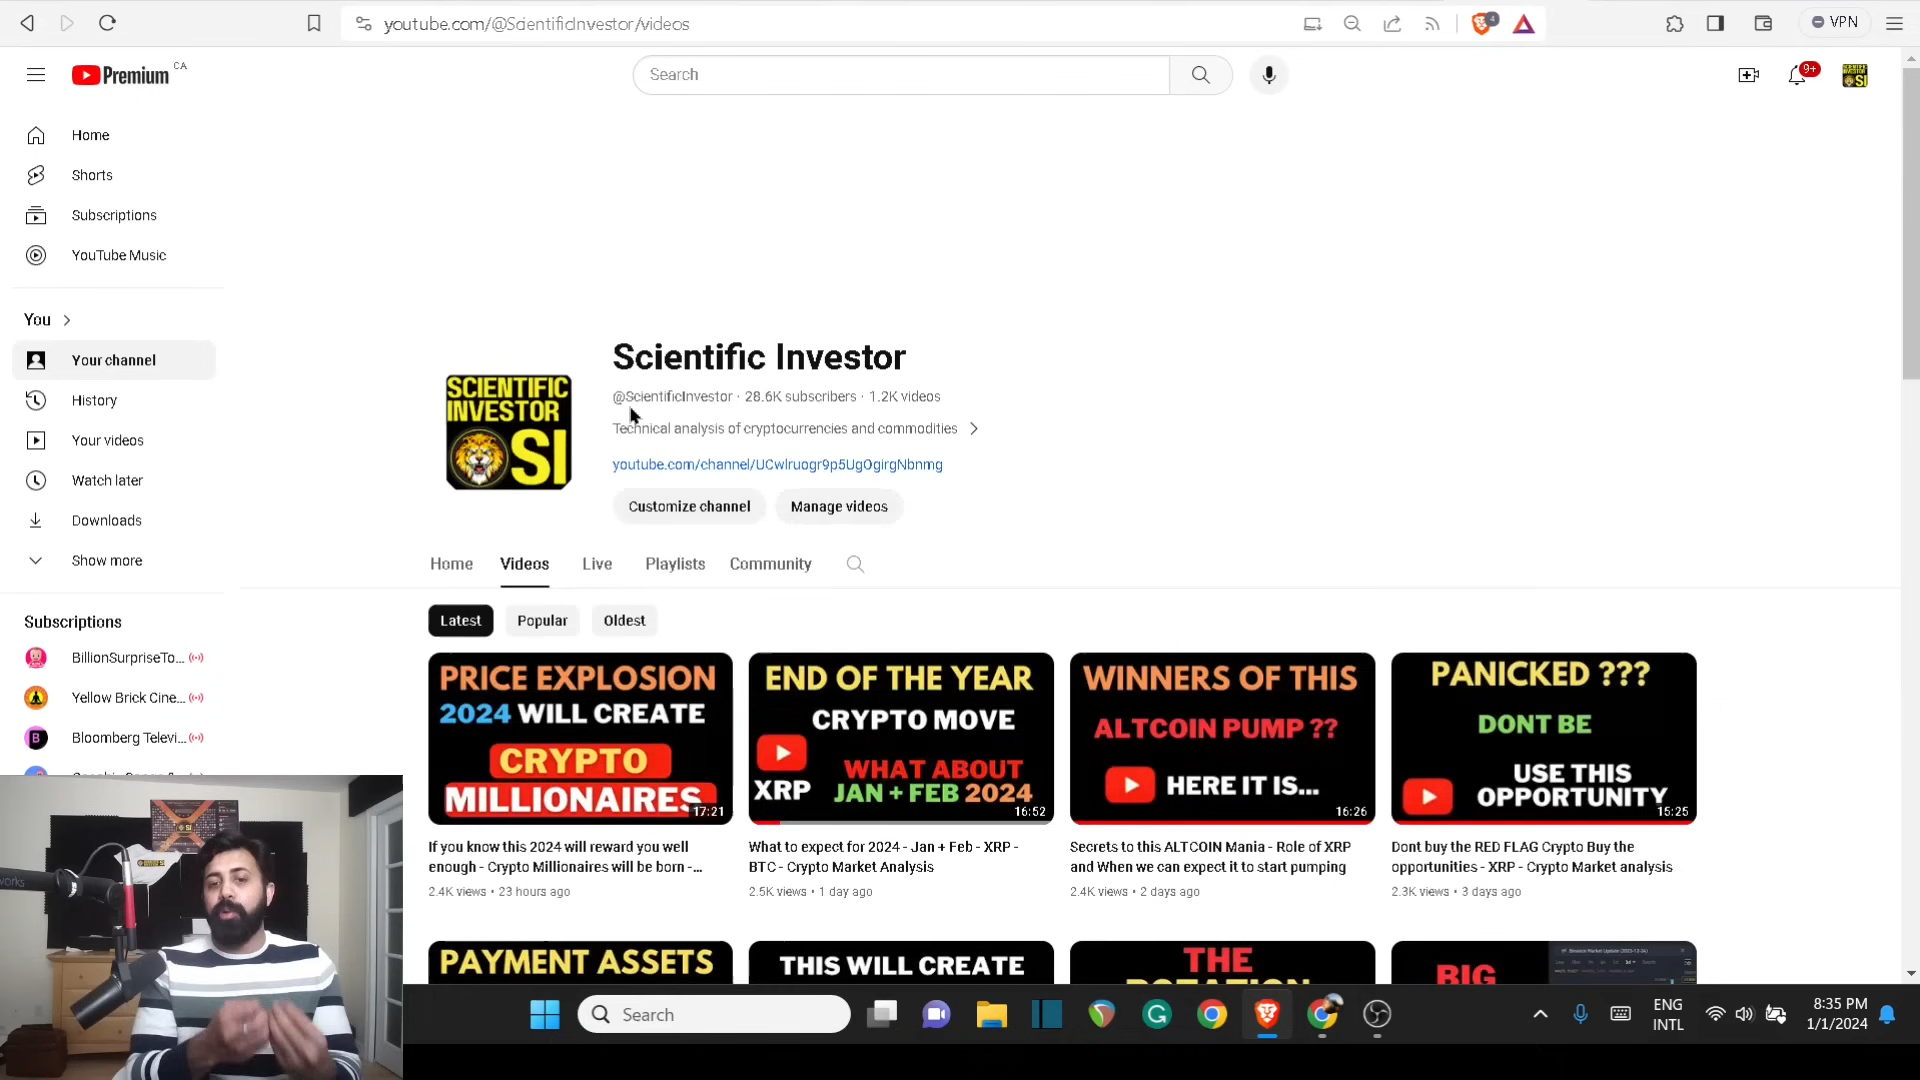 youtube.com/@ScientificInvestor/videos
4
VPN
Premium
CA
Search
9+
SCIENTIFIC
INVESTOR
SI
Home
Shorts
Subscriptions
YouTube Music
You
Your channel
History
Your videos
Watch later
Downloads
Show more
Subscriptions
BillionSurpriseTo...
Yellow Brick Cine...
B
Bloomberg Televi...
SCIENTIFIC
INVESTOR
SI
Scientific Investor
@ScientificInvestor · 28.6K subscribers · 1.2K videos
Technical analysis of cryptocurrencies and commodities
youtube.com/channel/UCwlruogr9p5UgOgirgNbnmg
Customize channel
Manage videos
Home
Videos
Live
Playlists
Community
Latest
Popular
Oldest
PRICE EXPLOSION
2024 WILL CREATE
CRYPTO
MILLIONAIRES
17:21
If you know this 2024 will reward you well
enough - Crypto Millionaires will be born -...
2.4K views • 23 hours ago
END OF THE YEAR
CRYPTO MOVE
XRP
WHAT ABOUT
JAN + FEB 2024
16:52
What to expect for 2024 - Jan + Feb - XRP -
BTC - Crypto Market Analysis
2.5K views • 1 day ago
WINNERS OF THIS
ALTCOIN PUMP ??
HERE IT IS...
16:26
Secrets to this ALTCOIN Mania - Role of XRP
and When we can expect it to start pumping
2.4K views • 2 days ago
PANICKED ???
DONT BE
USE THIS
OPPORTUNITY
15:25
Dont buy the RED FLAG Crypto Buy the
opportunities - XRP - Crypto Market analysis
2.3K views • 3 days ago
PAYMENT ASSETS
THIS WILL CREATE
THE
ROTATION
BIG
SI
works
Search
G
ENG
INTL
8:35 PM
1/1/2024